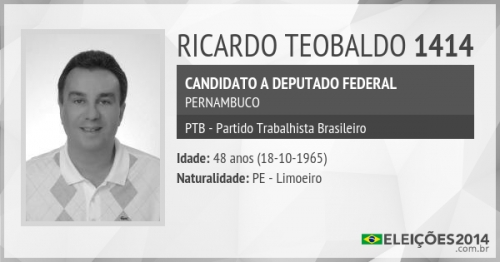 RICARDO TEOBALDO 1414
CANDIDATO A DEPUTADO FEDERAL
PERNAMBUCO
PTB - Partido Trabalhista Brasileiro
Idade: 48 anos (18-10-1965)
Naturalidade: PE - Limoeiro
ELEIÇÕES2014
.com.br